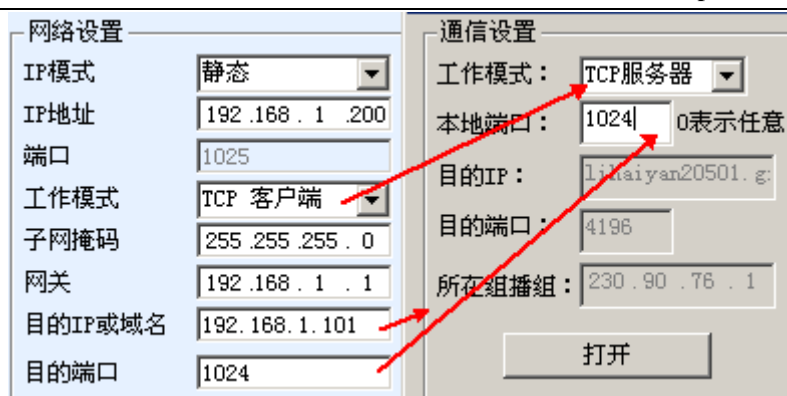 网络设置
IP模式 静态
IP地址 192 .168 . 1 .200
端口 1025
工作模式 TCP 客户端
子网掩码 255 .255 .255 . 0
网关 192 .168 . 1 . 1
目的IP或域名 192.168.1.101
目的端口 1024
通信设置
工作模式： TCP服务器
本地端口： 1024 0表示任意
目的IP： lihaiyan20501.g
目的端口： 4196
所在组播组： 230 . 90 . 76 . 1
打开